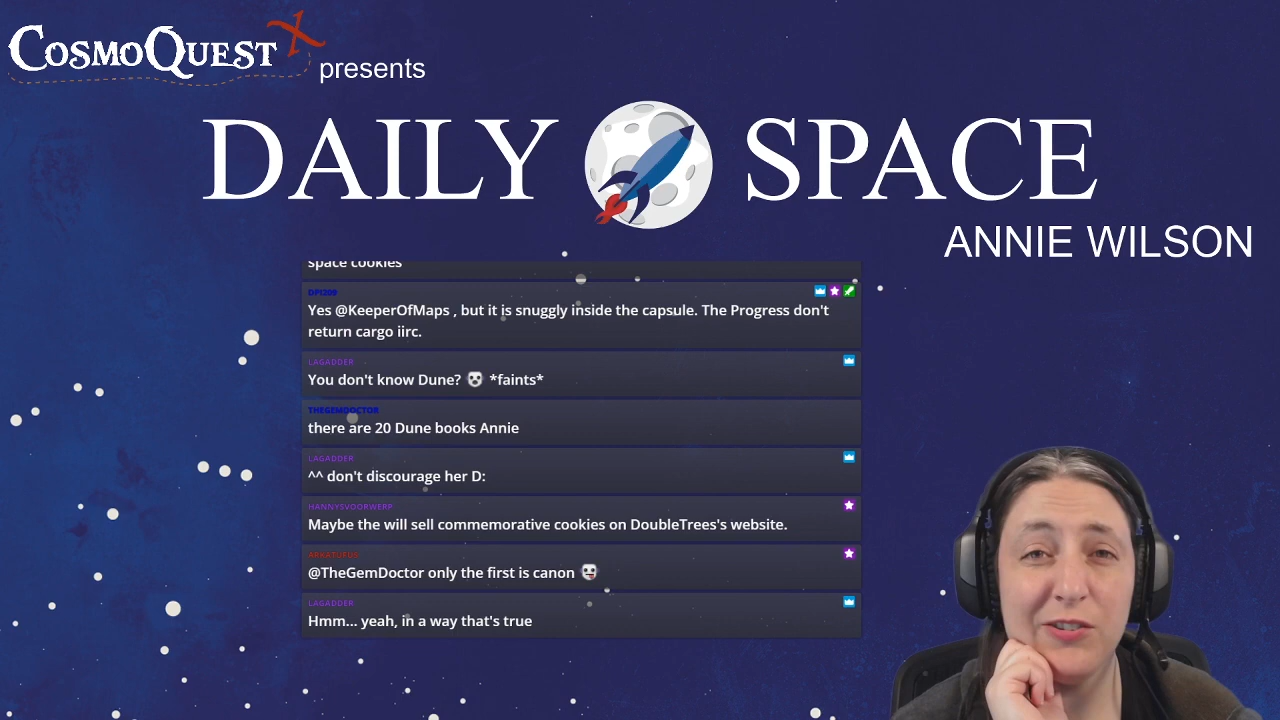 COSMOQUEST X
presents
DAILY SPACE
ANNIE WILSON
space cookies
DPI209
Yes @KeeperOfMaps , but it is snuggly inside the capsule. The Progress don't
return cargo iirc.
LAGADDER
You don't know Dune? *faints*
THEGEMDOCTOR
there are 20 Dune books Annie
LAGADDER
^^ don't discourage her D:
HANNYSVOORWERP
Maybe the will sell commemorative cookies on DoubleTrees's website.
ARKATUFUS
@TheGemDoctor only the first is canon
LAGADDER
Hmm... yeah, in a way that's true